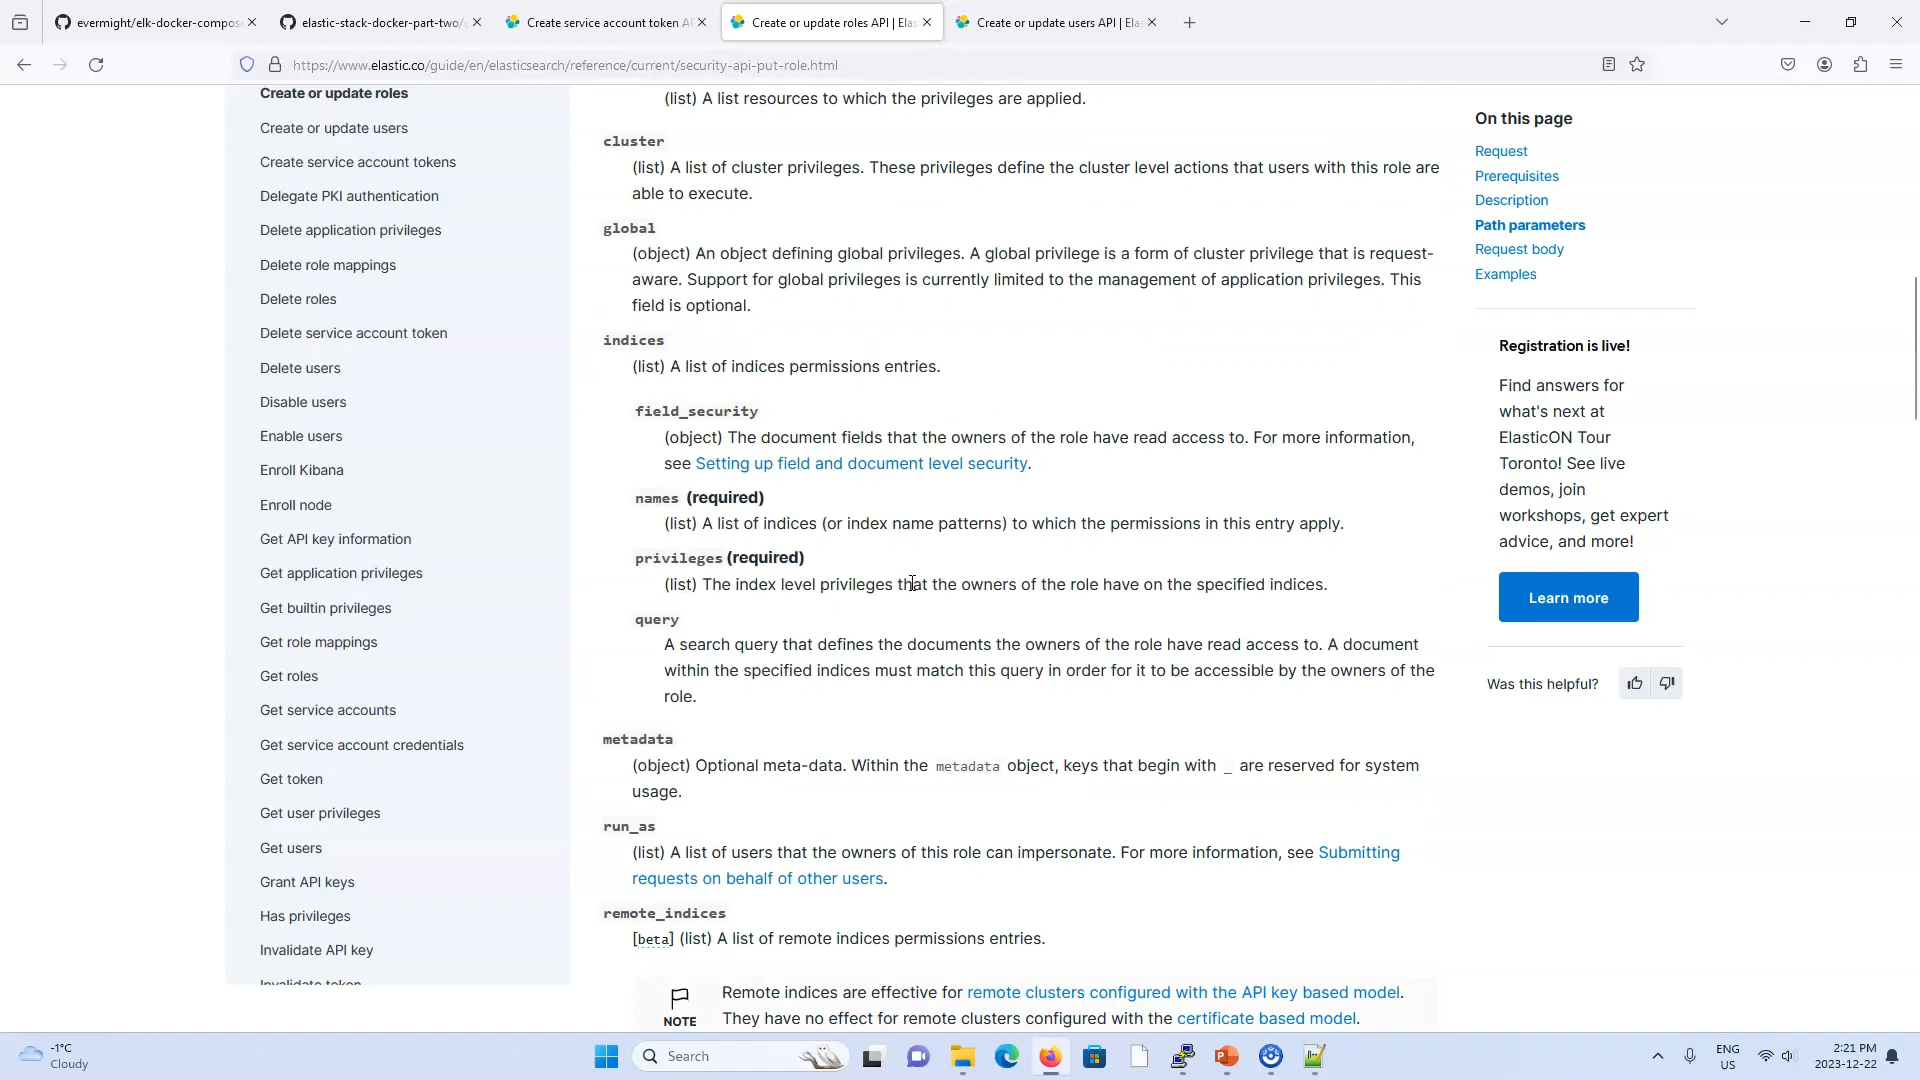 evermight/elk-docker-compos
elastic-stack-docker-part-two/
Create service account token AF
Create or update roles API | Elas
Create or update users API | Elas
https://www.elastic.co/guide/en/elasticsearch/reference/current/security-api-put-role.html
Create or update roles
Create or update users
Create service account tokens
Delegate PKI authentication
Delete application privileges
Delete role mappings
Delete roles
Delete service account token
Delete users
Disable users
Enable users
Enroll Kibana
Enroll node
Get API key information
Get application privileges
Get builtin privileges
Get role mappings
Get roles
Get service accounts
Get service account credentials
Get token
Get user privileges
Get users
Grant API keys
Has privileges
Invalidate API key
Invalidate token
(list) A list resources to which the privileges are applied.
cluster
(list) A list of cluster privileges. These privileges define the cluster level actions that users with this role are
able to execute.
global
(object) An object defining global privileges. A global privilege is a form of cluster privilege that is request-
aware. Support for global privileges is currently limited to the management of application privileges. This
field is optional.
indices
(list) A list of indices permissions entries.
field_security
(object) The document fields that the owners of the role have read access to. For more information,
see Setting up field and document level security.
names (required)
(list) A list of indices (or index name patterns) to which the permissions in this entry apply.
privileges (required)
(list) The index level privileges that the owners of the role have on the specified indices.
query
A search query that defines the documents the owners of the role have read access to. A document
within the specified indices must match this query in order for it to be accessible by the owners of the
role.
metadata
(object) Optional meta-data. Within the metadata object, keys that begin with _ are reserved for system
usage.
run_as
(list) A list of users that the owners of this role can impersonate. For more information, see Submitting
requests on behalf of other users.
remote_indices
[beta] (list) A list of remote indices permissions entries.
NOTE
Remote indices are effective for remote clusters configured with the API key based model.
They have no effect for remote clusters configured with the certificate based model.
On this page
Request
Prerequisites
Description
Path parameters
Request body
Examples
Registration is live!
Find answers for
what's next at
ElasticON Tour
Toronto! See live
demos, join
workshops, get expert
advice, and more!
Learn more
Was this helpful?
-1°C
Cloudy
Search
ENG
US
2:21 PM
2023-12-22